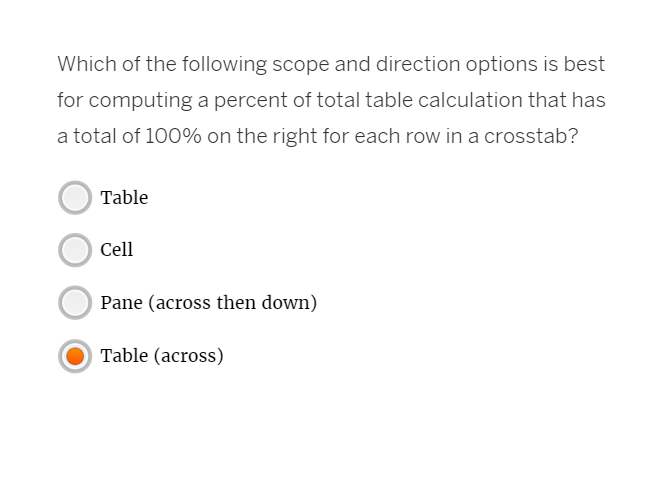 Which of the following scope and direction options is best
for computing a percent of total table calculation that has
a total of 100% on the right for each row in a crosstab?
Table
Cell
Pane (across then down)
Table (across)